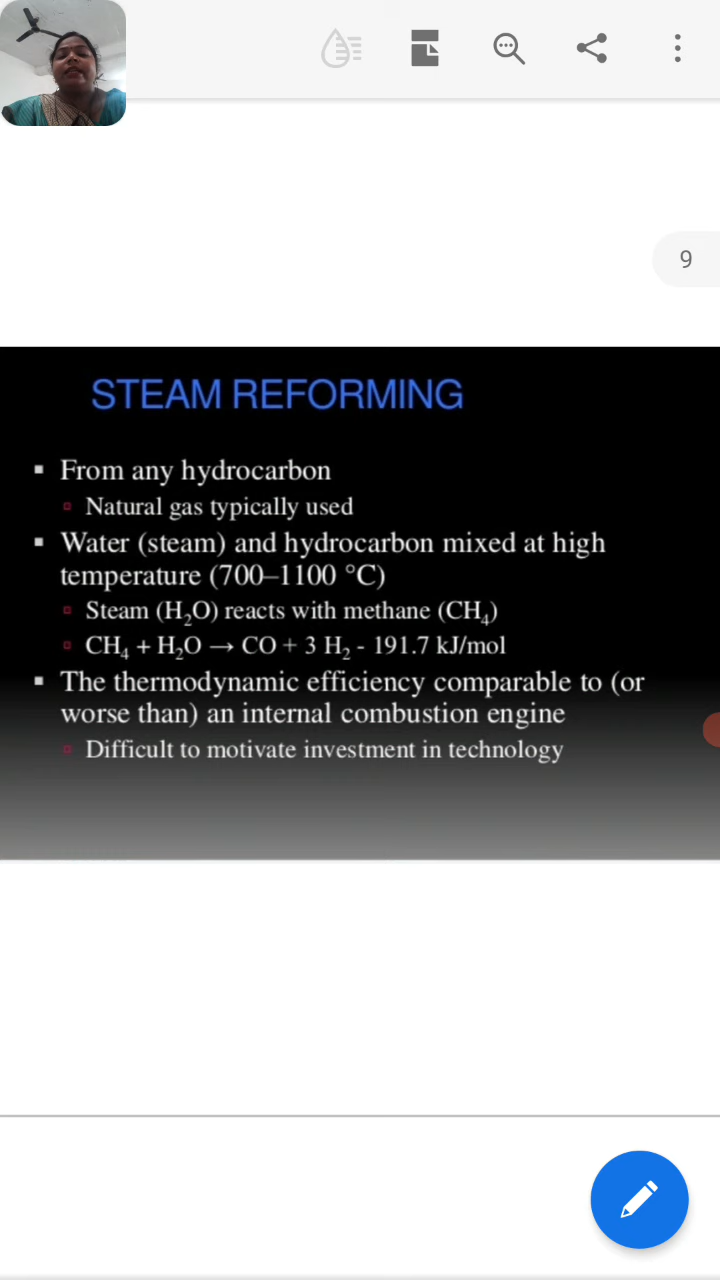 9
STEAM REFORMING
▪ From any hydrocarbon
▫ Natural gas typically used
▪ Water (steam) and hydrocarbon mixed at high
temperature (700–1100 °C)
▫ Steam (H₂O) reacts with methane (CH₄)
▫ CH₄ + H₂O → CO + 3 H₂ - 191.7 kJ/mol
▪ The thermodynamic efficiency comparable to (or
worse than) an internal combustion engine
▫ Difficult to motivate investment in technology